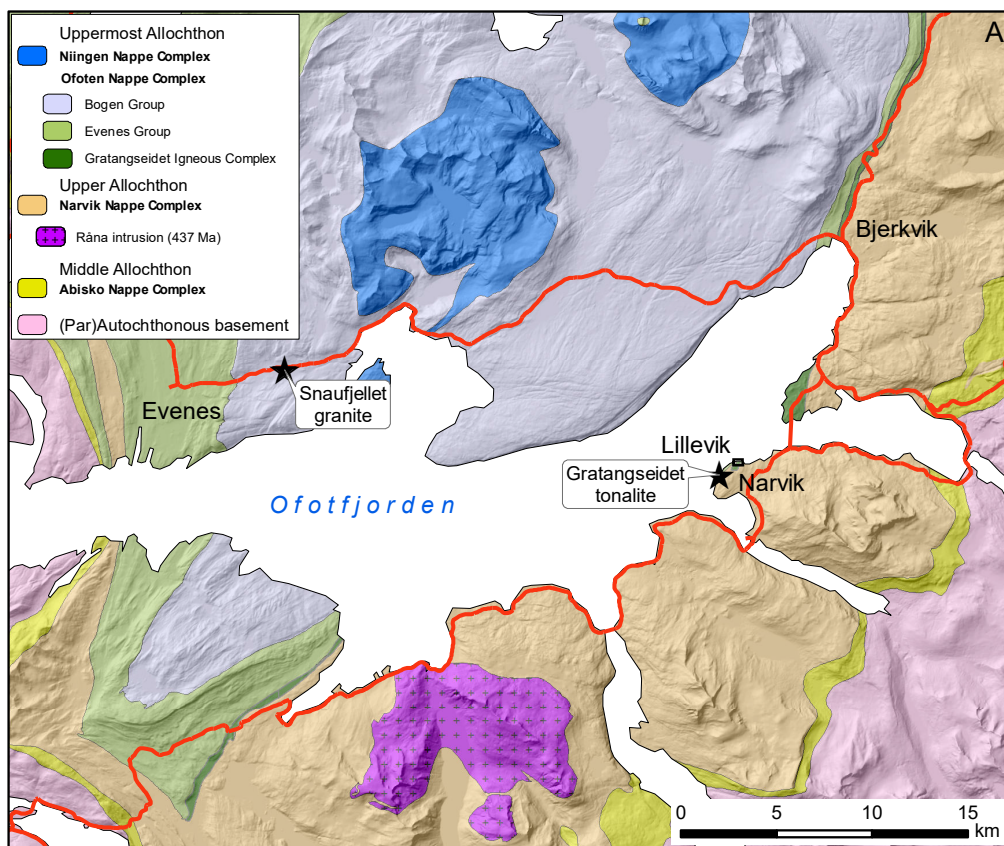 A
Uppermost Allochthon
Niingen Nappe Complex
Ofoten Nappe Complex
Bogen Group
Evenes Group
Gratangseidet Igneous Complex
Upper Allochthon
Narvik Nappe Complex
Råna intrusion (437 Ma)
Middle Allochthon
Abisko Nappe Complex
(Par)Autochthonous basement
Bjerkvik
Snaufjellet
granite
Evenes
Lillevik
Gratangseidet
tonalite
Narvik
Ofotfjorden
0 5 10 15
km